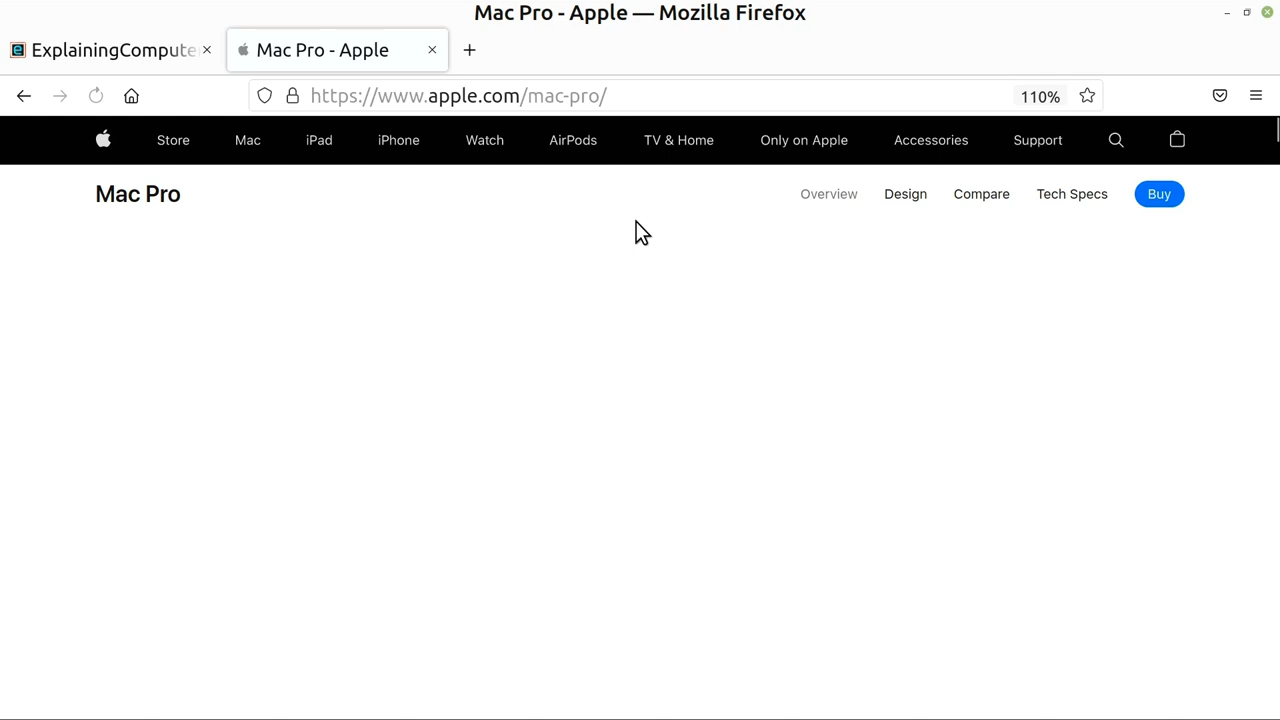 Mac Pro - Apple — Mozilla Firefox
ExplainingCompute
Mac Pro - Apple
https://www.apple.com/mac-pro/
110%
Store Mac iPad iPhone Watch AirPods TV & Home Only on Apple Accessories Support
Mac Pro
Overview Design Compare Tech Specs Buy